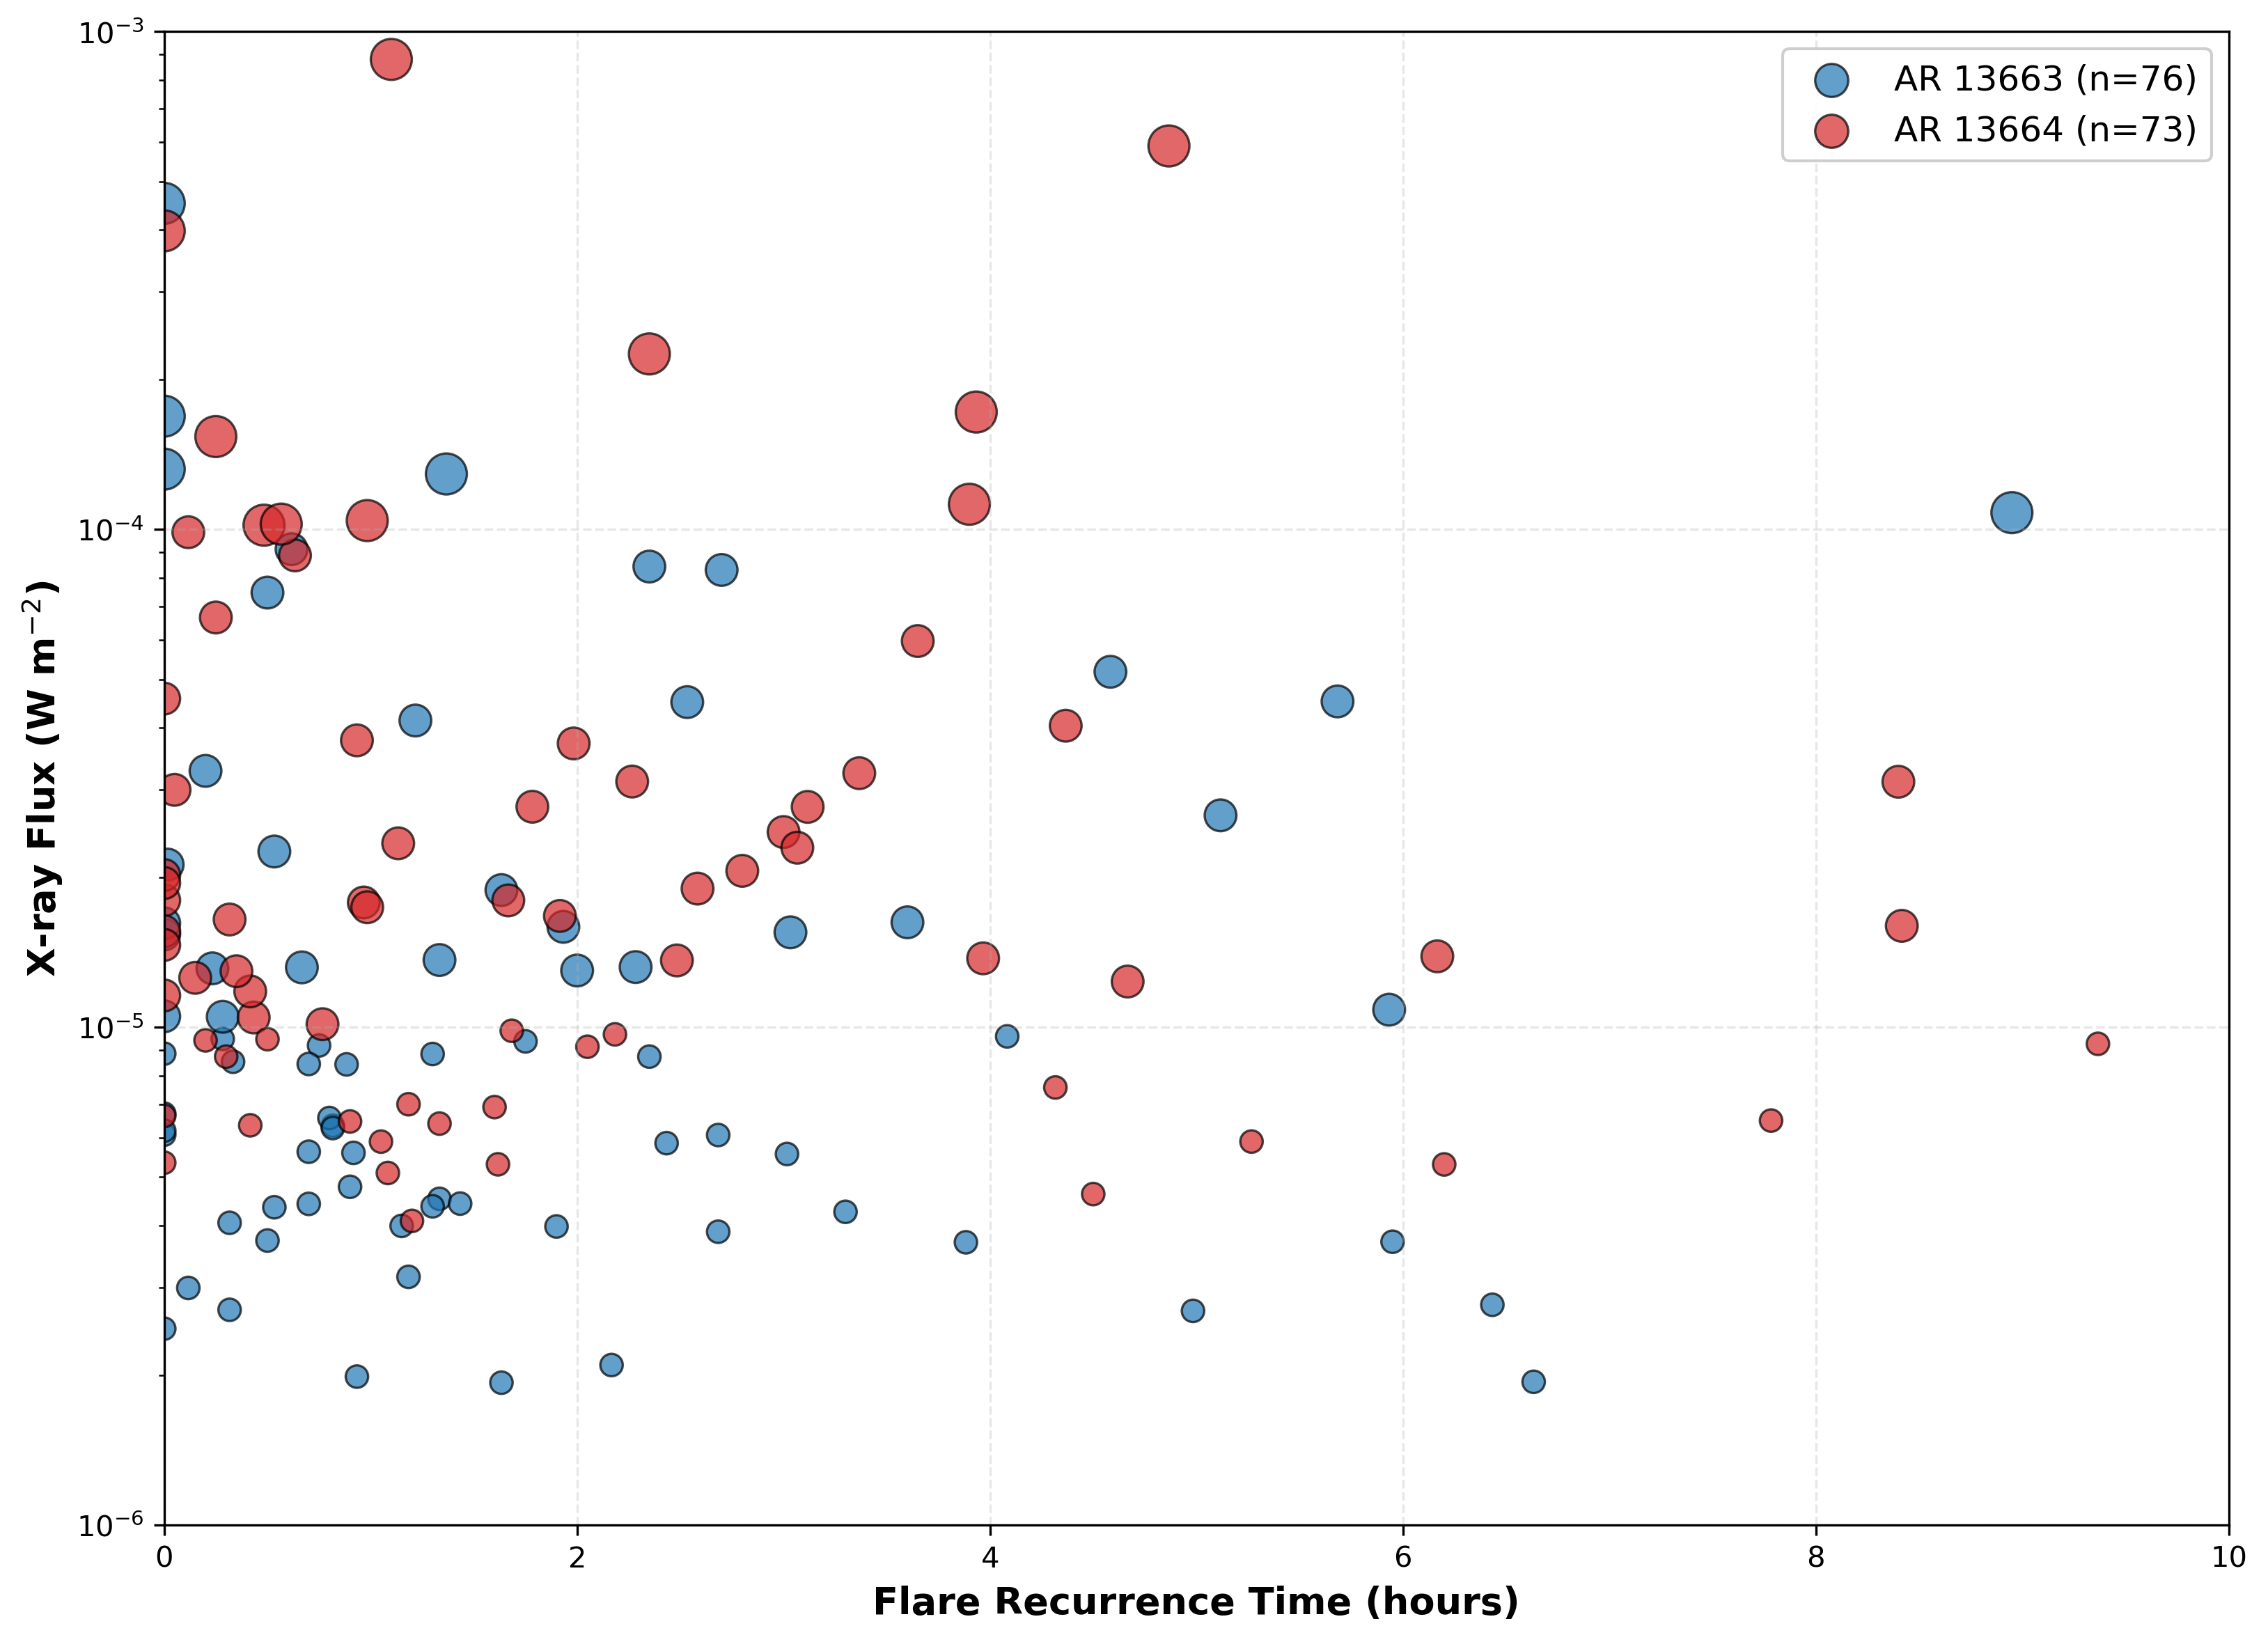 10⁻³
10⁻⁴
10⁻⁵
10⁻⁶
X-ray Flux (W m⁻²)
AR 13663 (n=76)
AR 13664 (n=73)
0 2 4 6 8 10
Flare Recurrence Time (hours)